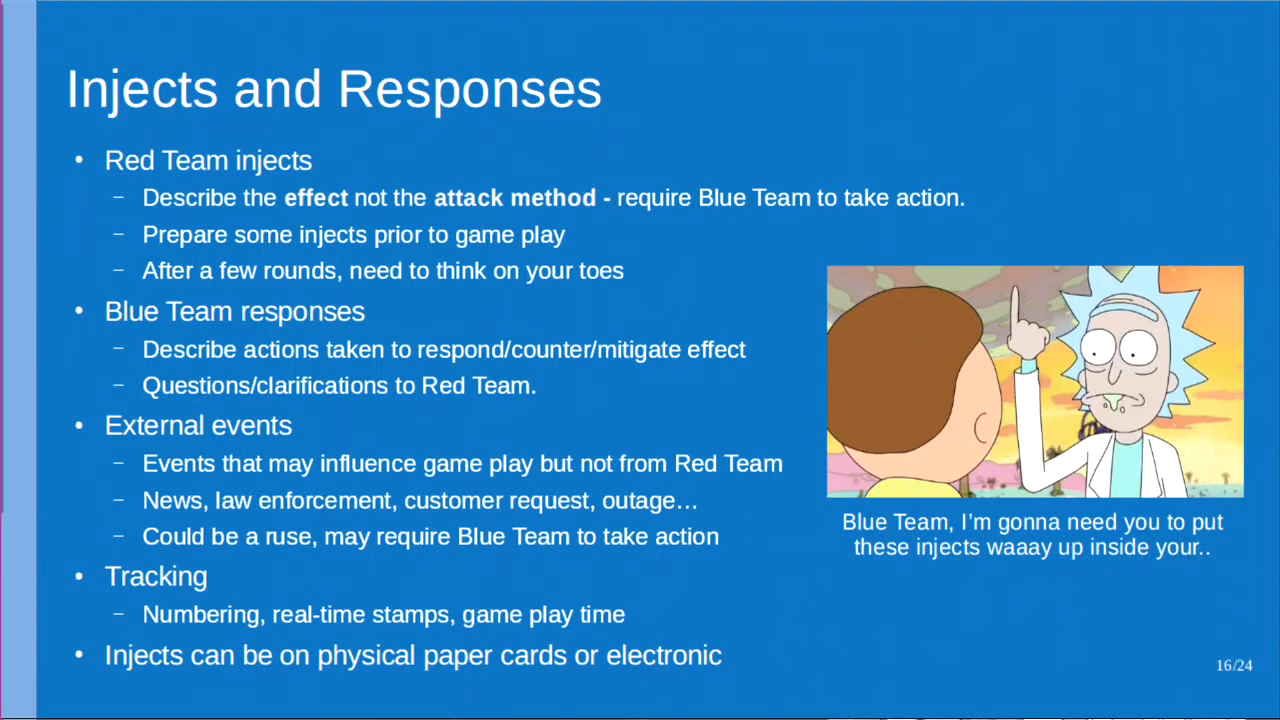 Injects and Responses
• Red Team injects
– Describe the effect not the attack method - require Blue Team to take action.
– Prepare some injects prior to game play
– After a few rounds, need to think on your toes
• Blue Team responses
– Describe actions taken to respond/counter/mitigate effect
– Questions/clarifications to Red Team.
• External events
– Events that may influence game play but not from Red Team
– News, law enforcement, customer request, outage…
– Could be a ruse, may require Blue Team to take action
• Tracking
– Numbering, real-time stamps, game play time
• Injects can be on physical paper cards or electronic
Blue Team, I’m gonna need you to put
these injects waaay up inside your..
16/24